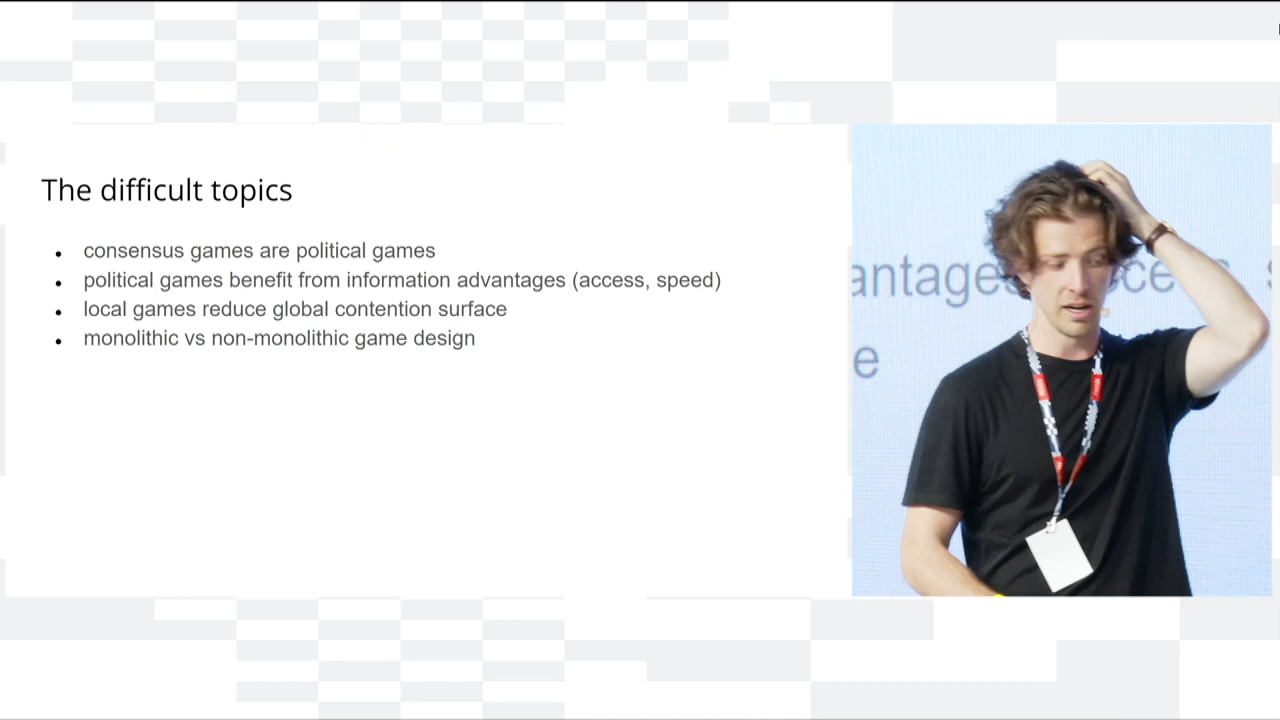 The difficult topics
consensus games are political games
political games benefit from information advantages (access, speed)
local games reduce global contention surface
monolithic vs non-monolithic game design
antages
e